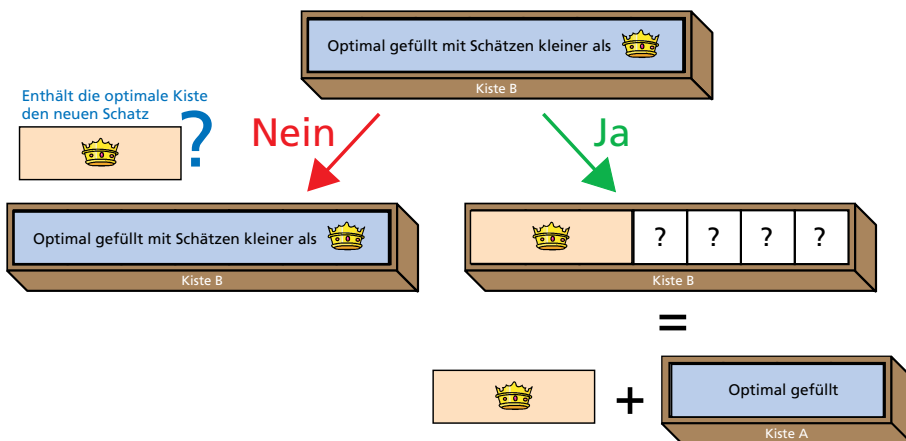 Optimal gefüllt mit Schätzen kleiner als
Kiste B
Enthält die optimale Kiste
den neuen Schatz
?
Nein
Ja
Optimal gefüllt mit Schätzen kleiner als
Kiste B
? ? ? ?
Kiste B
=
+
Optimal gefüllt
Kiste A